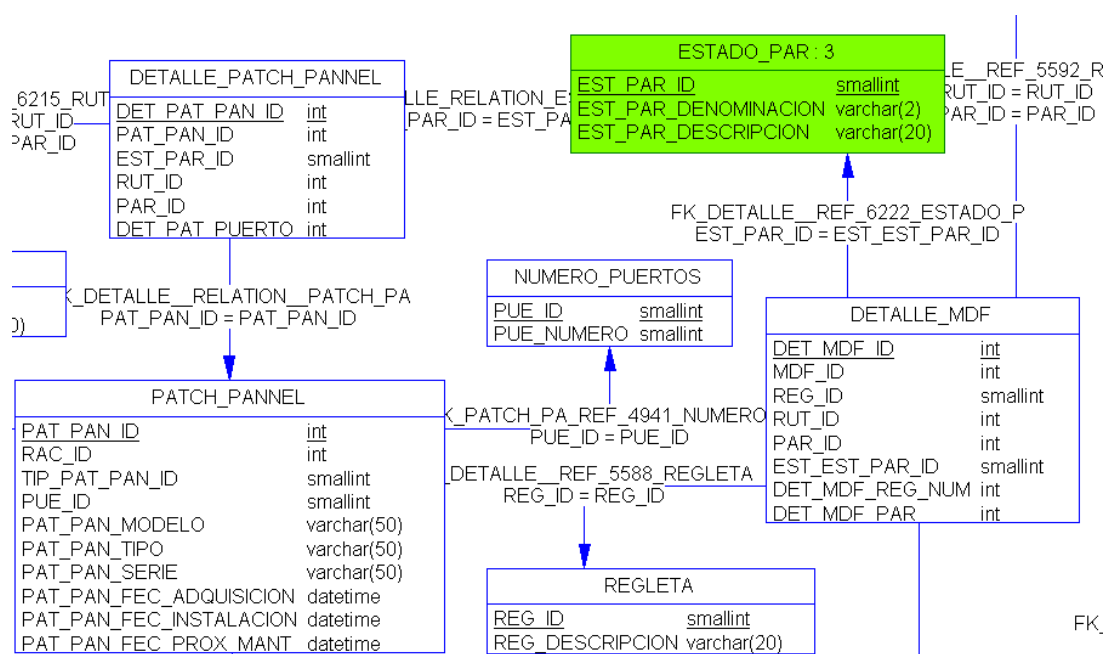 ESTADO_PAR : 3
EST_PAR_ID smallint
EST_PAR_DENOMINACION varchar(2)
EST_PAR_DESCRIPCION varchar(20)
DETALLE_PATCH_PANNEL
DET_PAT_PAN_ID int
PAT_PAN_ID int
EST_PAR_ID smallint
RUT_ID int
PAR_ID int
DET_PAT_PUERTO int
_6215_RUT
RUT_ID
PAR_ID
LLE_RELATION_ES
PAR_ID = EST_PA
LE__REF_5592_R
RUT_ID = RUT_ID
PAR_ID = PAR_ID
FK_DETALLE__REF_6222_ESTADO_P
EST_PAR_ID = EST_EST_PAR_ID
K_DETALLE__RELATION__PATCH_PA
PAT_PAN_ID = PAT_PAN_ID
0)
NUMERO_PUERTOS
PUE_ID smallint
PUE_NUMERO smallint
DETALLE_MDF
DET_MDF_ID int
MDF_ID int
REG_ID smallint
RUT_ID int
PAR_ID int
EST_EST_PAR_ID smallint
DET_MDF_REG_NUM int
DET_MDF_PAR int
PATCH_PANNEL
PAT_PAN_ID int
RAC_ID int
TIP_PAT_PAN_ID smallint
PUE_ID smallint
PAT_PAN_MODELO varchar(50)
PAT_PAN_TIPO varchar(50)
PAT_PAN_SERIE varchar(50)
PAT_PAN_FEC_ADQUISICION datetime
PAT_PAN_FEC_INSTALACION datetime
PAT_PAN_FEC_PROX_MANT datetime
K_PATCH_PA_REF_4941_NUMERO
PUE_ID = PUE_ID
_DETALLE__REF_5588_REGLETA
REG_ID = REG_ID
REGLETA
REG_ID smallint
REG_DESCRIPCION varchar(20)
FK_